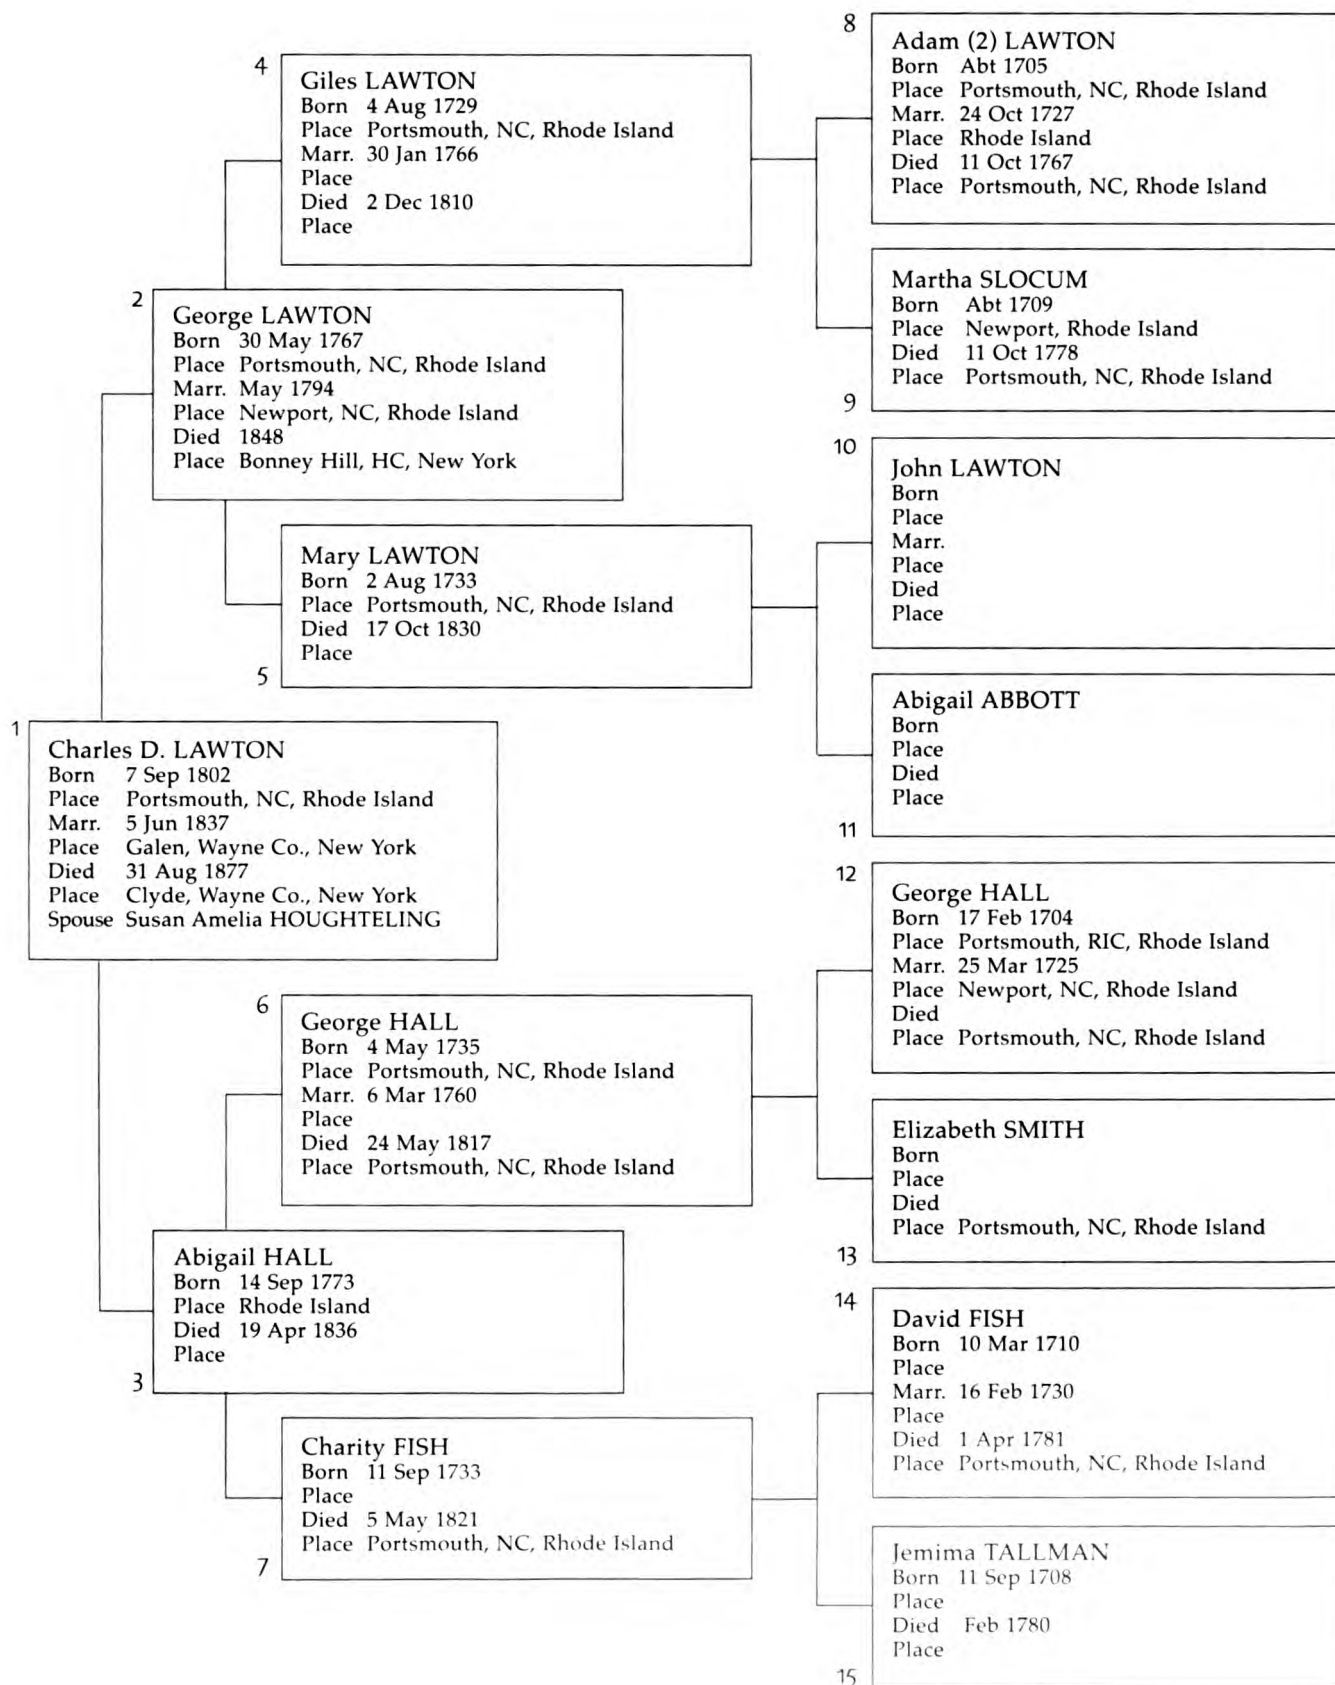 8
Adam (2) LAWTON
Born Abt 1705
Place Portsmouth, NC, Rhode Island
Marr. 24 Oct 1727
Place Rhode Island
Died 11 Oct 1767
Place Portsmouth, NC, Rhode Island
4
Giles LAWTON
Born 4 Aug 1729
Place Portsmouth, NC, Rhode Island
Marr. 30 Jan 1766
Place
Died 2 Dec 1810
Place
Martha SLOCUM
Born Abt 1709
Place Newport, Rhode Island
Died 11 Oct 1778
Place Portsmouth, NC, Rhode Island
9
2
George LAWTON
Born 30 May 1767
Place Portsmouth, NC, Rhode Island
Marr. May 1794
Place Newport, NC, Rhode Island
Died 1848
Place Bonney Hill, HC, New York
10
John LAWTON
Born
Place
Marr.
Place
Died
Place
Mary LAWTON
Born 2 Aug 1733
Place Portsmouth, NC, Rhode Island
Died 17 Oct 1830
Place
5
Abigail ABBOTT
Born
Place
Died
Place
11
1
Charles D. LAWTON
Born 7 Sep 1802
Place Portsmouth, NC, Rhode Island
Marr. 5 Jun 1837
Place Galen, Wayne Co., New York
Died 31 Aug 1877
Place Clyde, Wayne Co., New York
Spouse Susan Amelia HOUGHTELING
12
George HALL
Born 17 Feb 1704
Place Portsmouth, RIC, Rhode Island
Marr. 25 Mar 1725
Place Newport, NC, Rhode Island
Died
Place Portsmouth, NC, Rhode Island
6
George HALL
Born 4 May 1735
Place Portsmouth, NC, Rhode Island
Marr. 6 Mar 1760
Place
Died 24 May 1817
Place Portsmouth, NC, Rhode Island
Elizabeth SMITH
Born
Place
Died
Place Portsmouth, NC, Rhode Island
13
Abigail HALL
Born 14 Sep 1773
Place Rhode Island
Died 19 Apr 1836
Place
3
14
David FISH
Born 10 Mar 1710
Place
Marr. 16 Feb 1730
Place
Died 1 Apr 1781
Place Portsmouth, NC, Rhode Island
Charity FISH
Born 11 Sep 1733
Place
Died 5 May 1821
Place Portsmouth, NC, Rhode Island
7
Jemima TALLMAN
Born 11 Sep 1708
Place
Died Feb 1780
Place
15